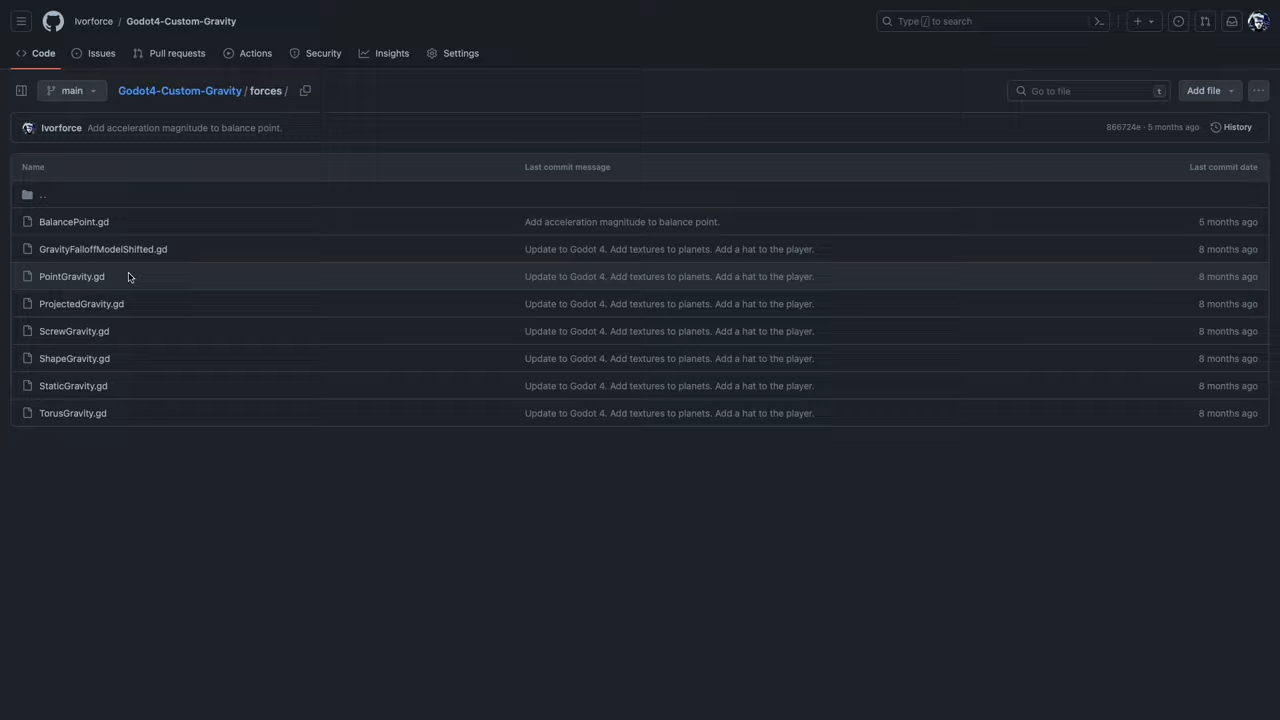 Ivorforce / Godot4-Custom-Gravity
Type / to search
Code Issues Pull requests Actions Security Insights Settings
main Godot4-Custom-Gravity / forces / Go to file t Add file
Ivorforce Add acceleration magnitude to balance point. 866724e · 5 months ago History
Name Last commit message Last commit date
..
BalancePoint.gd Add acceleration magnitude to balance point. 5 months ago
GravityFalloffModelShifted.gd Update to Godot 4. Add textures to planets. Add a hat to the player. 8 months ago
PointGravity.gd Update to Godot 4. Add textures to planets. Add a hat to the player. 8 months ago
ProjectedGravity.gd Update to Godot 4. Add textures to planets. Add a hat to the player. 8 months ago
ScrewGravity.gd Update to Godot 4. Add textures to planets. Add a hat to the player. 8 months ago
ShapeGravity.gd Update to Godot 4. Add textures to planets. Add a hat to the player. 8 months ago
StaticGravity.gd Update to Godot 4. Add textures to planets. Add a hat to the player. 8 months ago
TorusGravity.gd Update to Godot 4. Add textures to planets. Add a hat to the player. 8 months ago